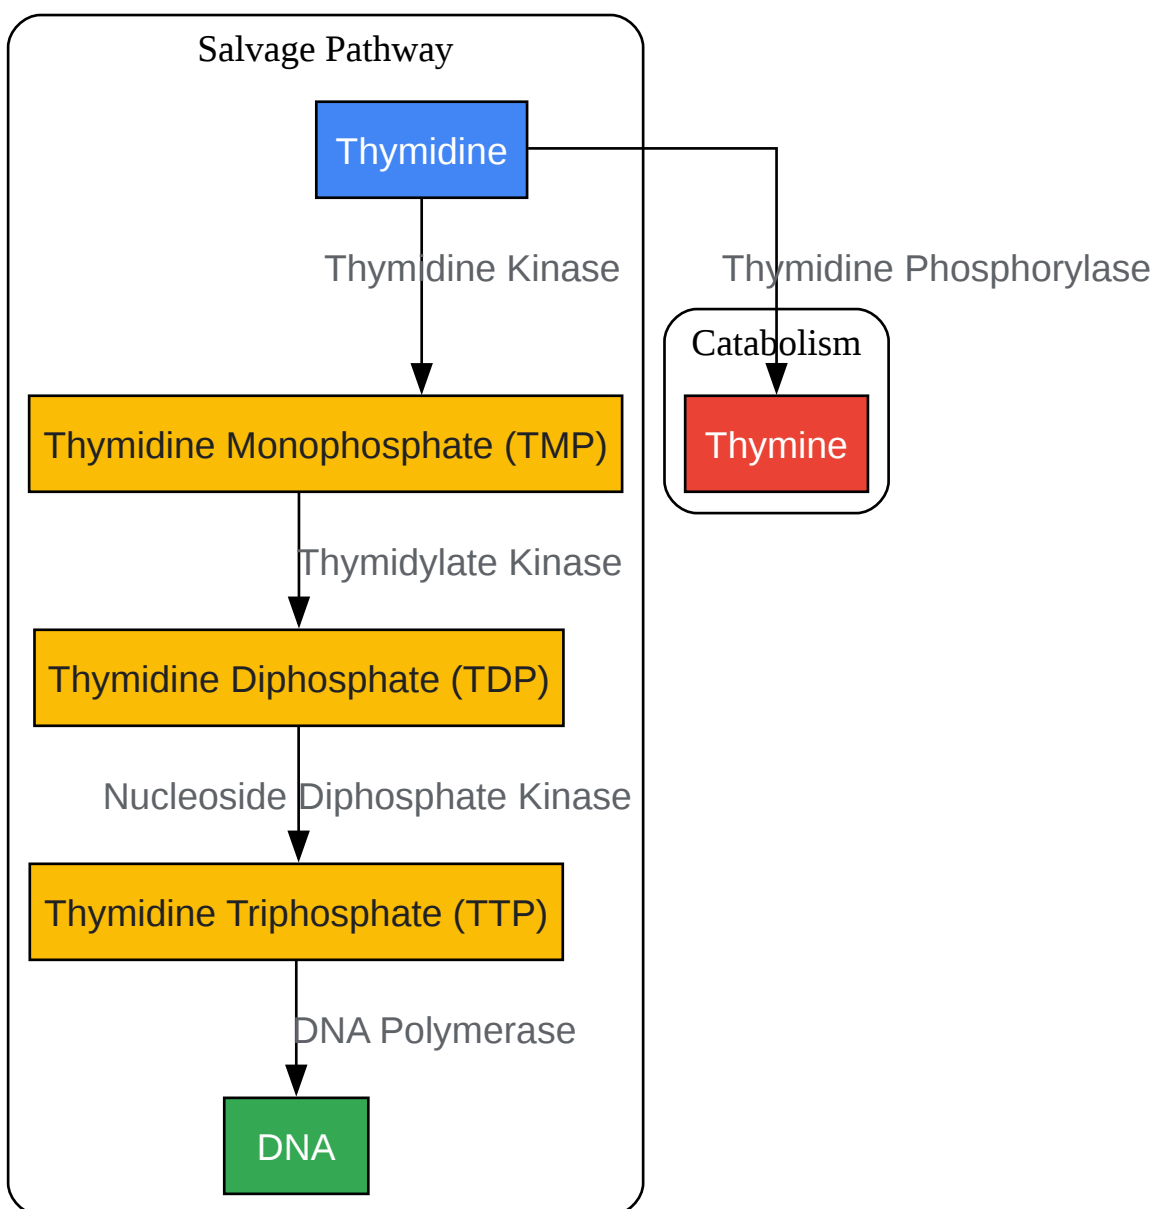 Salvage Pathway
Thymidine
Thymidine Kinase
Thymidine Phosphorylase
Catabolism
Thymidine Monophosphate (TMP)
Thymine
Thymidylate Kinase
Thymidine Diphosphate (TDP)
Nucleoside Diphosphate Kinase
Thymidine Triphosphate (TTP)
DNA Polymerase
DNA